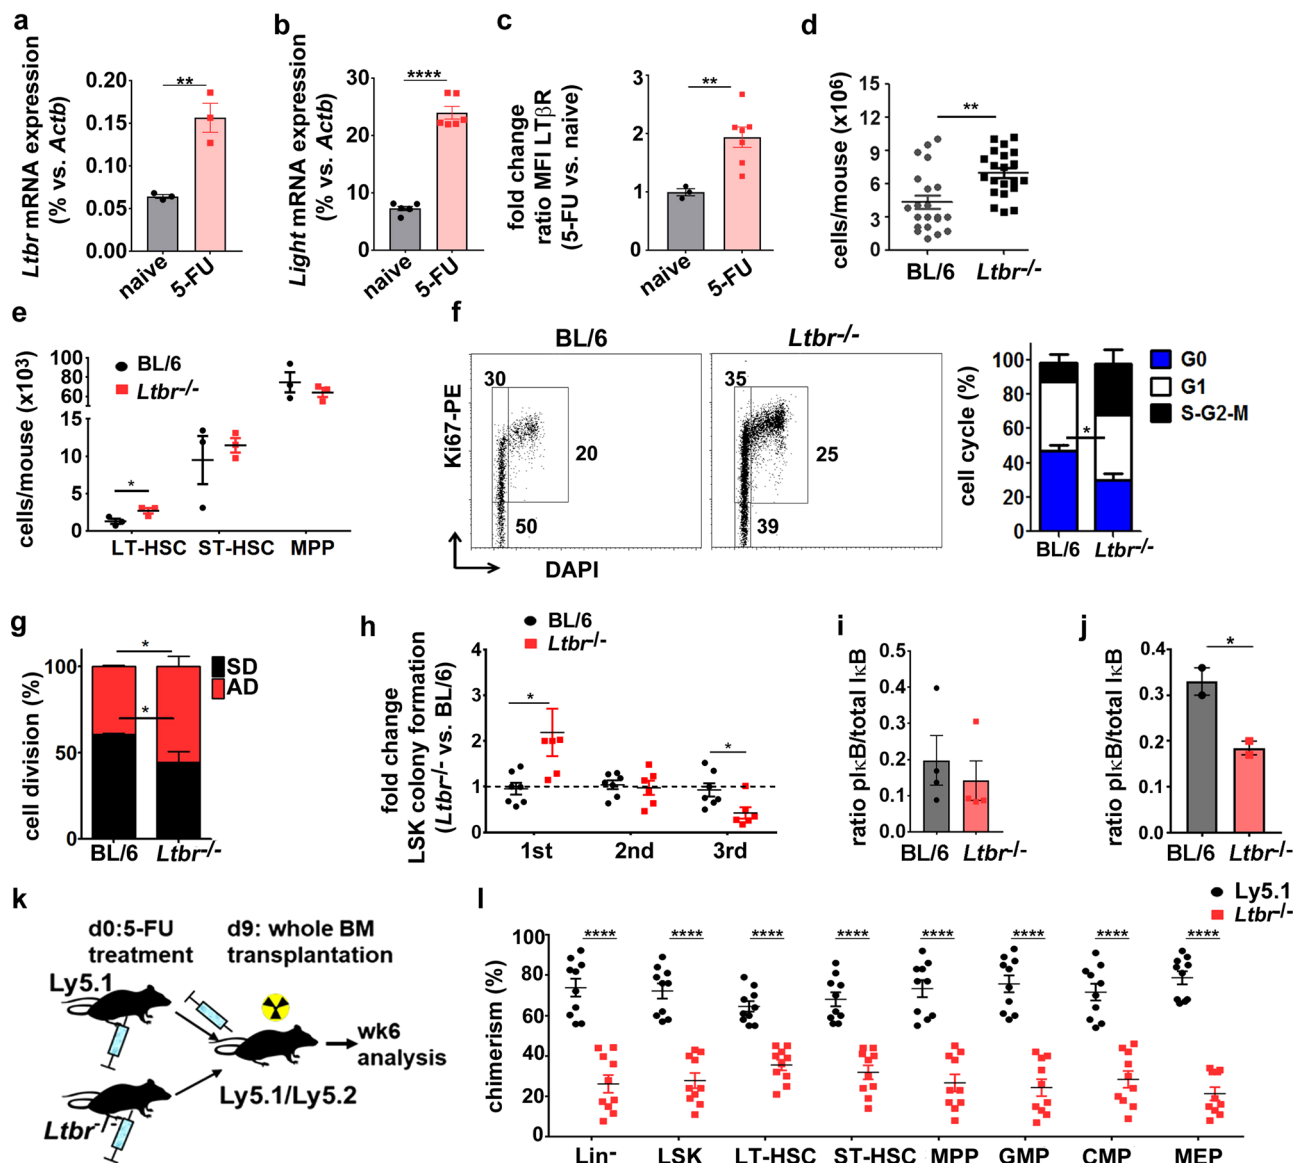 a
Ltbr mRNA expression
(% vs. Actb)
0.20
0.15
0.10
0.05
0.00
**
naive
5-FU
b
Light mRNA expression
(% vs. Actb)
30
20
10
0
****
naive
5-FU
c
fold change
ratio MFI LTβR
(5-FU vs. naive)
3
2
1
0
**
naive
5-FU
d
cells/mouse (x10⁶)
15
12
9
6
3
0
**
BL/6
Ltbr-/-
e
cells/mouse (x103)
100
80
60
15
10
5
0
BL/6
Ltbr-/-
*
LT-HSC
ST-HSC
MPP
f
BL/6
Ltbr-/-
Ki67-PE
30
20
50
35
25
39
DAPI
cell cycle (%)
100
80
60
40
20
0
*
BL/6
Ltbr-/-
G0
G1
S-G2-M
g
cell division (%)
100
50
0
*
*
SD
AD
BL/6
Ltbr-/-
h
fold change
LSK colony formation
(Ltbr-/- vs. BL/6)
BL/6
Ltbr-/-
4
3
2
1
0
*
*
1st
2nd
3rd
i
ratio pIκB/total IκB
0.5
0.4
0.3
0.2
0.1
0.0
BL/6
Ltbr-/-
j
ratio pIκB/total IκB
0.4
0.3
0.2
0.1
0.0
*
BL/6
Ltbr-/-
k
d0:5-FU
treatment
d9: whole BM
transplantation
Ly5.1
Ltbr-/-
Ly5.1/Ly5.2
wk6
analysis
l
Ly5.1
Ltbr-/-
chimerism (%)
100
80
60
40
20
0
**** **** **** **** **** **** **** ****
Lin- LSK LT-HSC ST-HSC MPP GMP CMP MEP